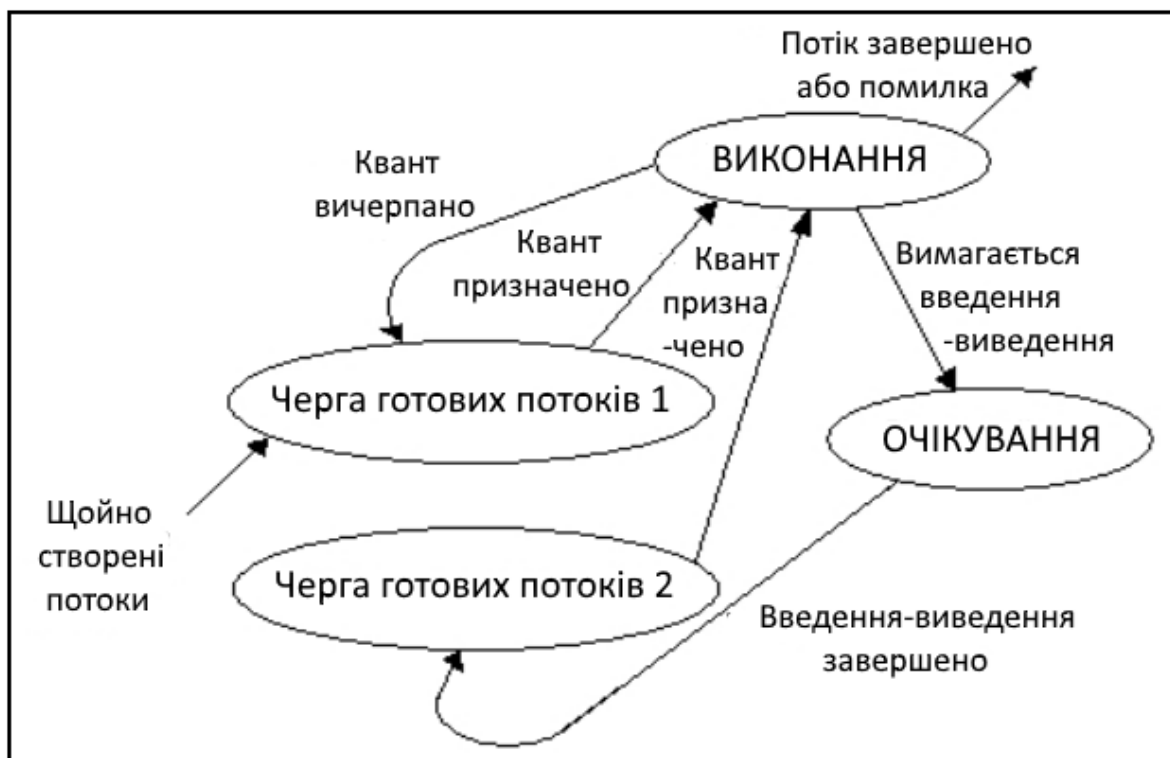 Потік завершено
або помилка
ВИКОНАННЯ
Квант
вичерпано
Квант
призначено
Квант
призна
-чено
Вимагається
введення
-виведення
Черга готових потоків 1
ОЧІКУВАННЯ
Щойно
створені
потоки
Черга готових потоків 2
Введення-виведення
завершено